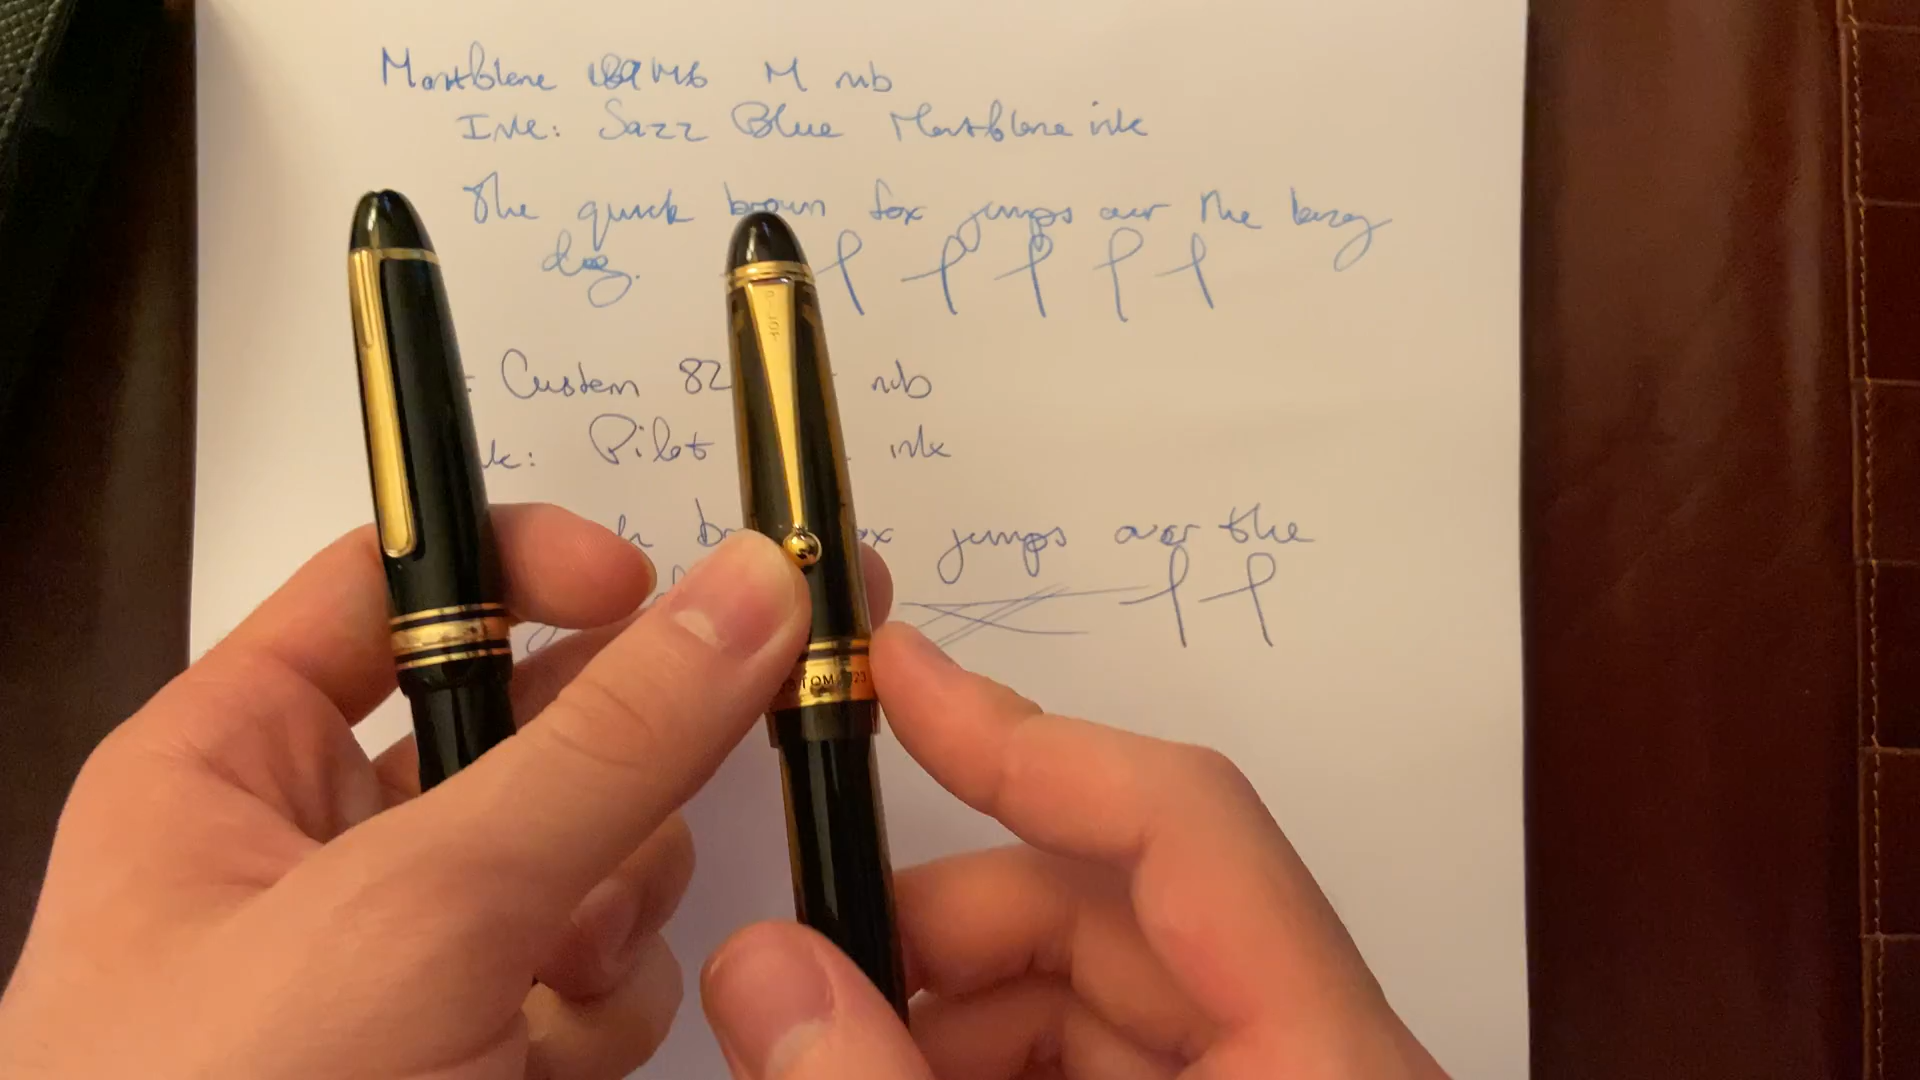 Montblanc M nib
Ink: Jazz Blue Montblanc ink
The quick brown fox jumps over the lazy
dog.
PILOT
Custom 82 nib
Pilot ink
jumps over the